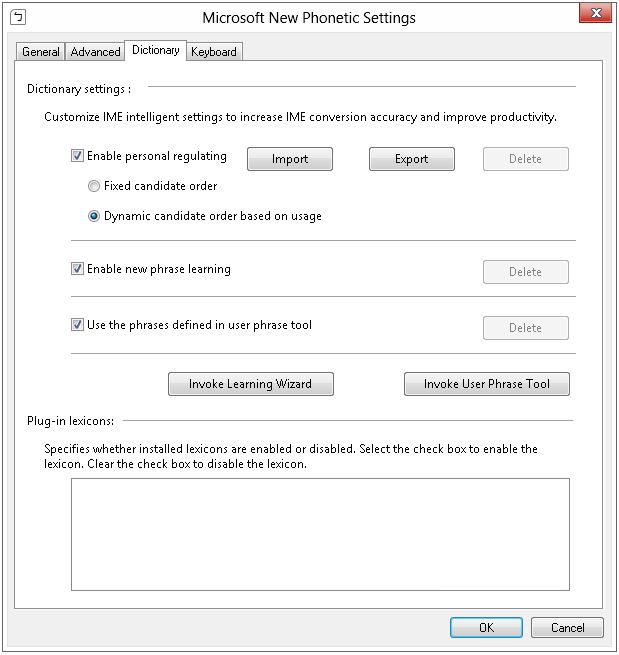 ㄅ
Microsoft New Phonetic Settings
x
General Advanced Dictionary Keyboard
Dictionary settings :
Customize IME intelligent settings to increase IME conversion accuracy and improve productivity.
Enable personal regulating Import Export Delete
Fixed candidate order
Dynamic candidate order based on usage
Enable new phrase learning Delete
Use the phrases defined in user phrase tool Delete
Invoke Learning Wizard Invoke User Phrase Tool
Plug-in lexicons:
Specifies whether installed lexicons are enabled or disabled. Select the check box to enable the
lexicon. Clear the check box to disable the lexicon.
OK Cancel